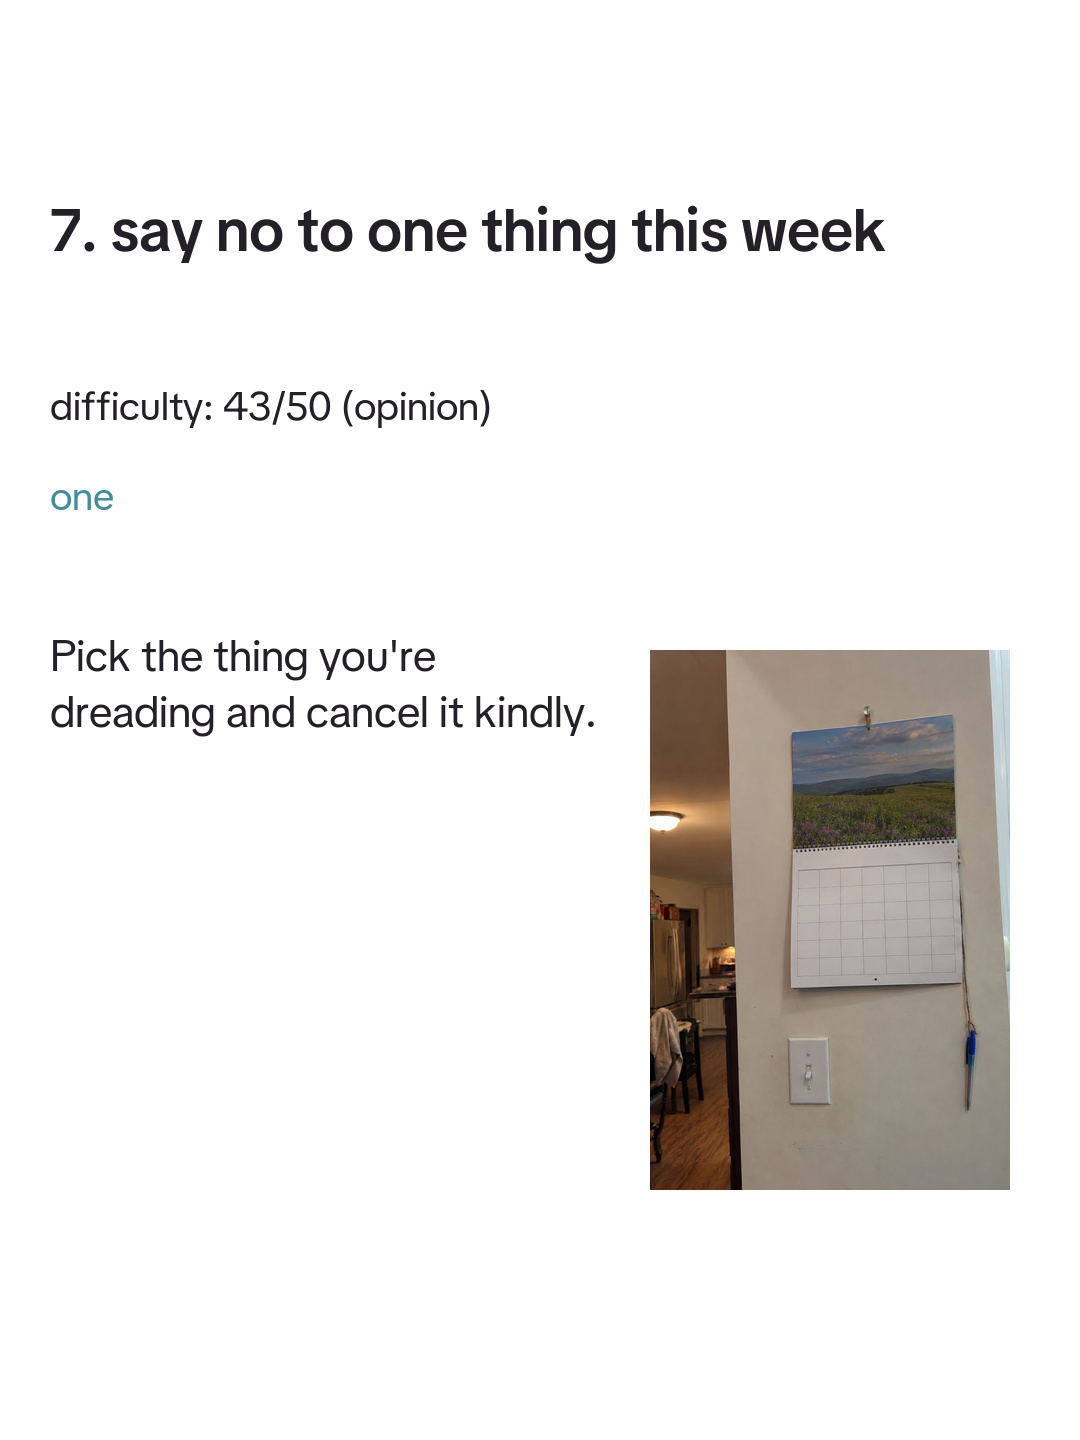 7. say no to one thing this week
difficulty: 43/50 (opinion)
one
Pick the thing you're
dreading and cancel it kindly.